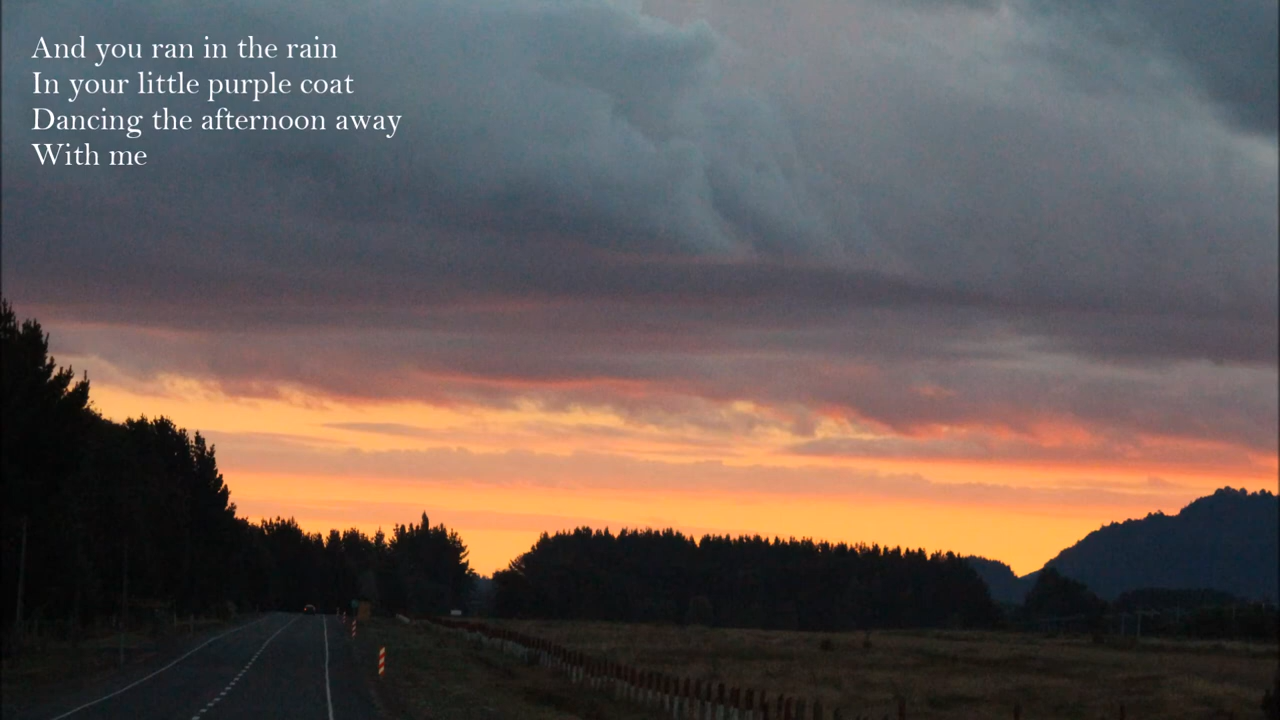 And you ran in the rain
In your little purple coat
Dancing the afternoon away
With me